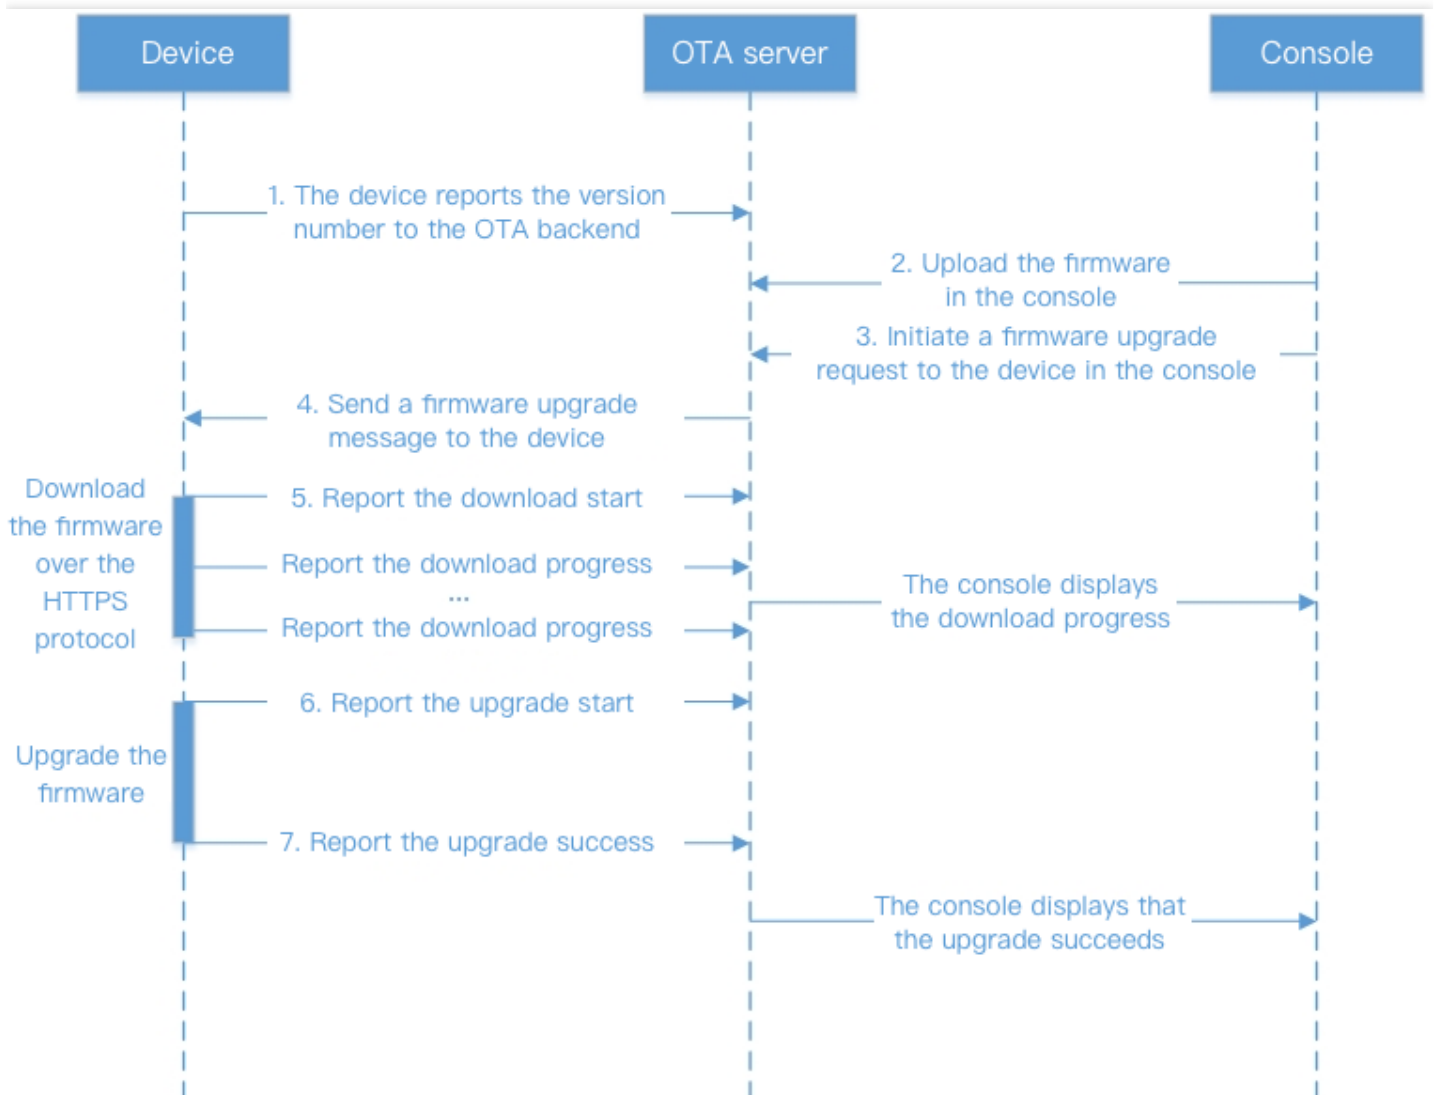 Device
OTA server
Console
1. The device reports the version
number to the OTA backend
2. Upload the firmware
in the console
3. Initiate a firmware upgrade
request to the device in the console
4. Send a firmware upgrade
message to the device
Download
the firmware
over the
HTTPS
protocol
5. Report the download start
Report the download progress
...
Report the download progress
The console displays
the download progress
6. Report the upgrade start
Upgrade the
firmware
7. Report the upgrade success
The console displays that
the upgrade succeeds